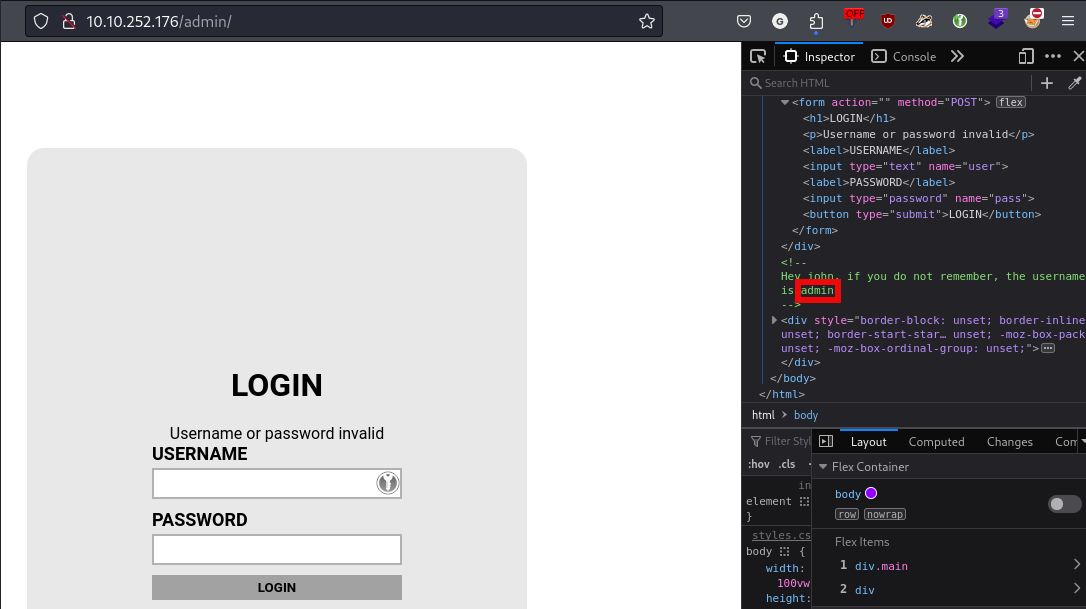 10.10.252.176/admin/
G
OFF
UD
3
Inspector
Console
Search HTML
<form action="" method="POST"> flex
<h1>LOGIN</h1>
<p>Username or password invalid</p>
<label>USERNAME</label>
<input type="text" name="user">
<label>PASSWORD</label>
<input type="password" name="pass">
<button type="submit">LOGIN</button>
</form>
</div>
<!--
Hey john, if you do not remember, the username
is admin
-->
<div style="border-block: unset; border-inline
unset; border-start-star… unset; -moz-box-pack
unset; -moz-box-ordinal-group: unset;">
</div>
</body>
</html>
html > body
LOGIN
Username or password invalid
USERNAME
PASSWORD
LOGIN
Filter Styl
:hov .cls
in
element
}
styles.cs
body {
width:
100vw
height:
Layout
Computed
Changes
Com
Flex Container
body
row nowrap
Flex Items
1 div.main
2 div